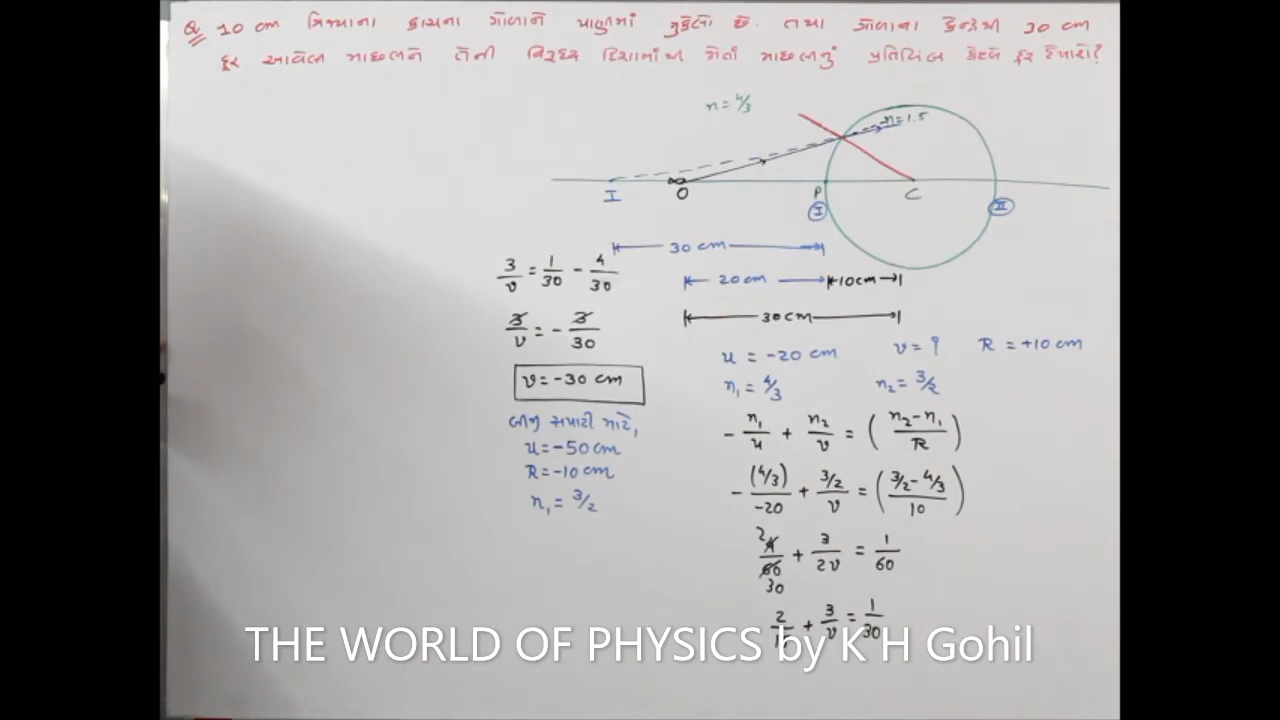 Q 10 cm ત્રિજ્યાના કાચના ગોળાને પાણીમાં મુકેલો છે. તથા ગોળાના કેન્દ્રથી 30 cm
દૂર આવેલ માછલીને તેની વિરુદ્ધ દિશામાંથી જોતાં માછલીનું પ્રતિબિંબ કેટલે દૂર દેખાશે?
n = 4/3
n = 1.5
I O P C
I II
30 cm
20 cm 10 cm
30 cm
3/v = 1/30 - 4/30
3/v = - 3/30
v = -30 cm
બીજી સપાટી માટે,
u = -50 cm
R = -10 cm
n₁ = 3/2
u = -20 cm v = ? R = +10 cm
n₁ = 4/3 n₂ = 3/2
- n₁/u + n₂/v = ( n₂-n₁ / R )
- (4/3)/-20 + 3/2/v = ( 3/2 - 4/3 / 10 )
2 4/60 30 + 3/2v = 1/60
2/ + 3/v = 1/30
THE WORLD OF PHYSICS by K H Gohil